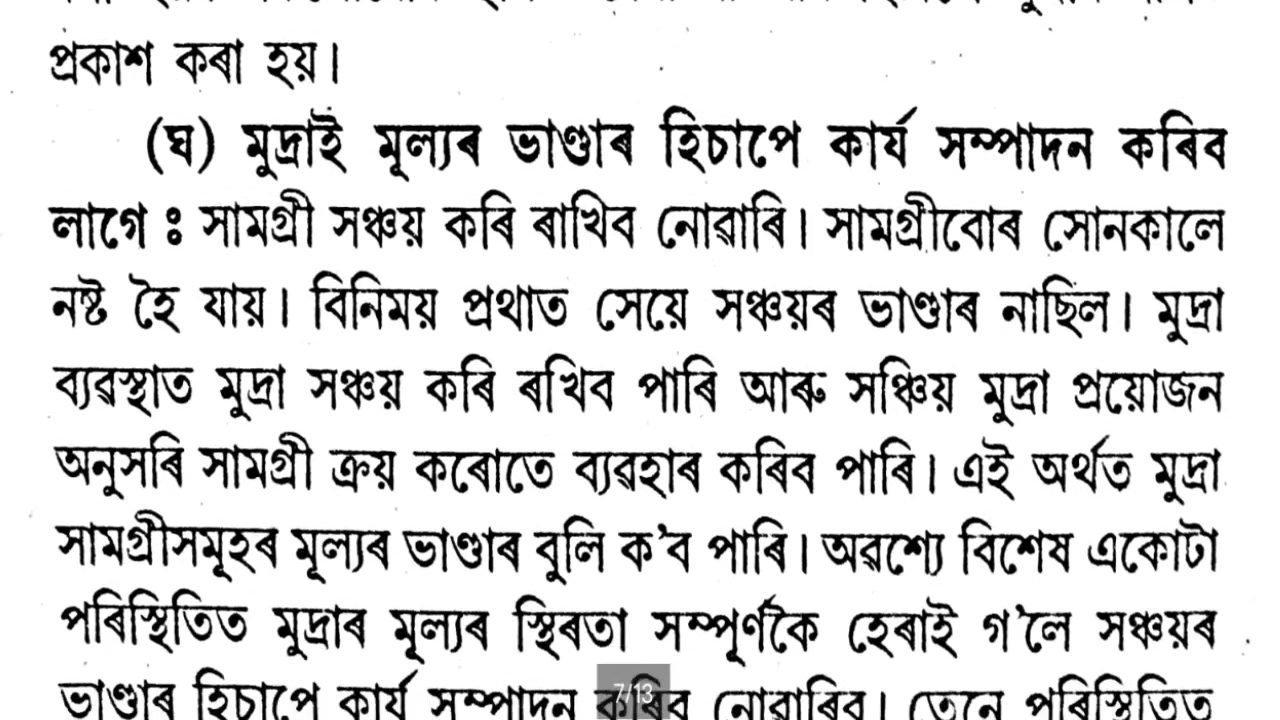 প্ৰকাশ কৰা হয়।
(ঘ) মুদ্ৰাই মূল্যৰ ভাণ্ডাৰ হিচাপে কাৰ্য সম্পাদন কৰিব
লাগে ঃ সামগ্ৰী সঞ্চয় কৰি ৰাখিব নোৱাৰি। সামগ্ৰীবোৰ সোনকালে
নষ্ট হৈ যায়। বিনিময় প্ৰথাত সেয়ে সঞ্চয়ৰ ভাণ্ডাৰ নাছিল। মুদ্ৰা
ব্যৱস্থাত মুদ্ৰা সঞ্চয় কৰি ৰখিব পাৰি আৰু সঞ্চিয় মুদ্ৰা প্ৰয়োজন
অনুসৰি সামগ্ৰী ক্ৰয় কৰোতে ব্যৱহাৰ কৰিব পাৰি। এই অৰ্থত মুদ্ৰা
সামগ্ৰীসমূহৰ মূল্যৰ ভাণ্ডাৰ বুলি ক'ব পাৰি। অৱশ্যে বিশেষ একোটা
পৰিস্থিতিত মুদ্ৰাৰ মূল্যৰ স্থিৰতা সম্পূৰ্ণকৈ হেৰাই গ'লৈ সঞ্চয়ৰ
ভাণ্ডাৰ হিচাপে কাৰ্য সম্পাদন কৰিব নোৱাৰিব। তেনে পৰিস্থিতিত
7/13